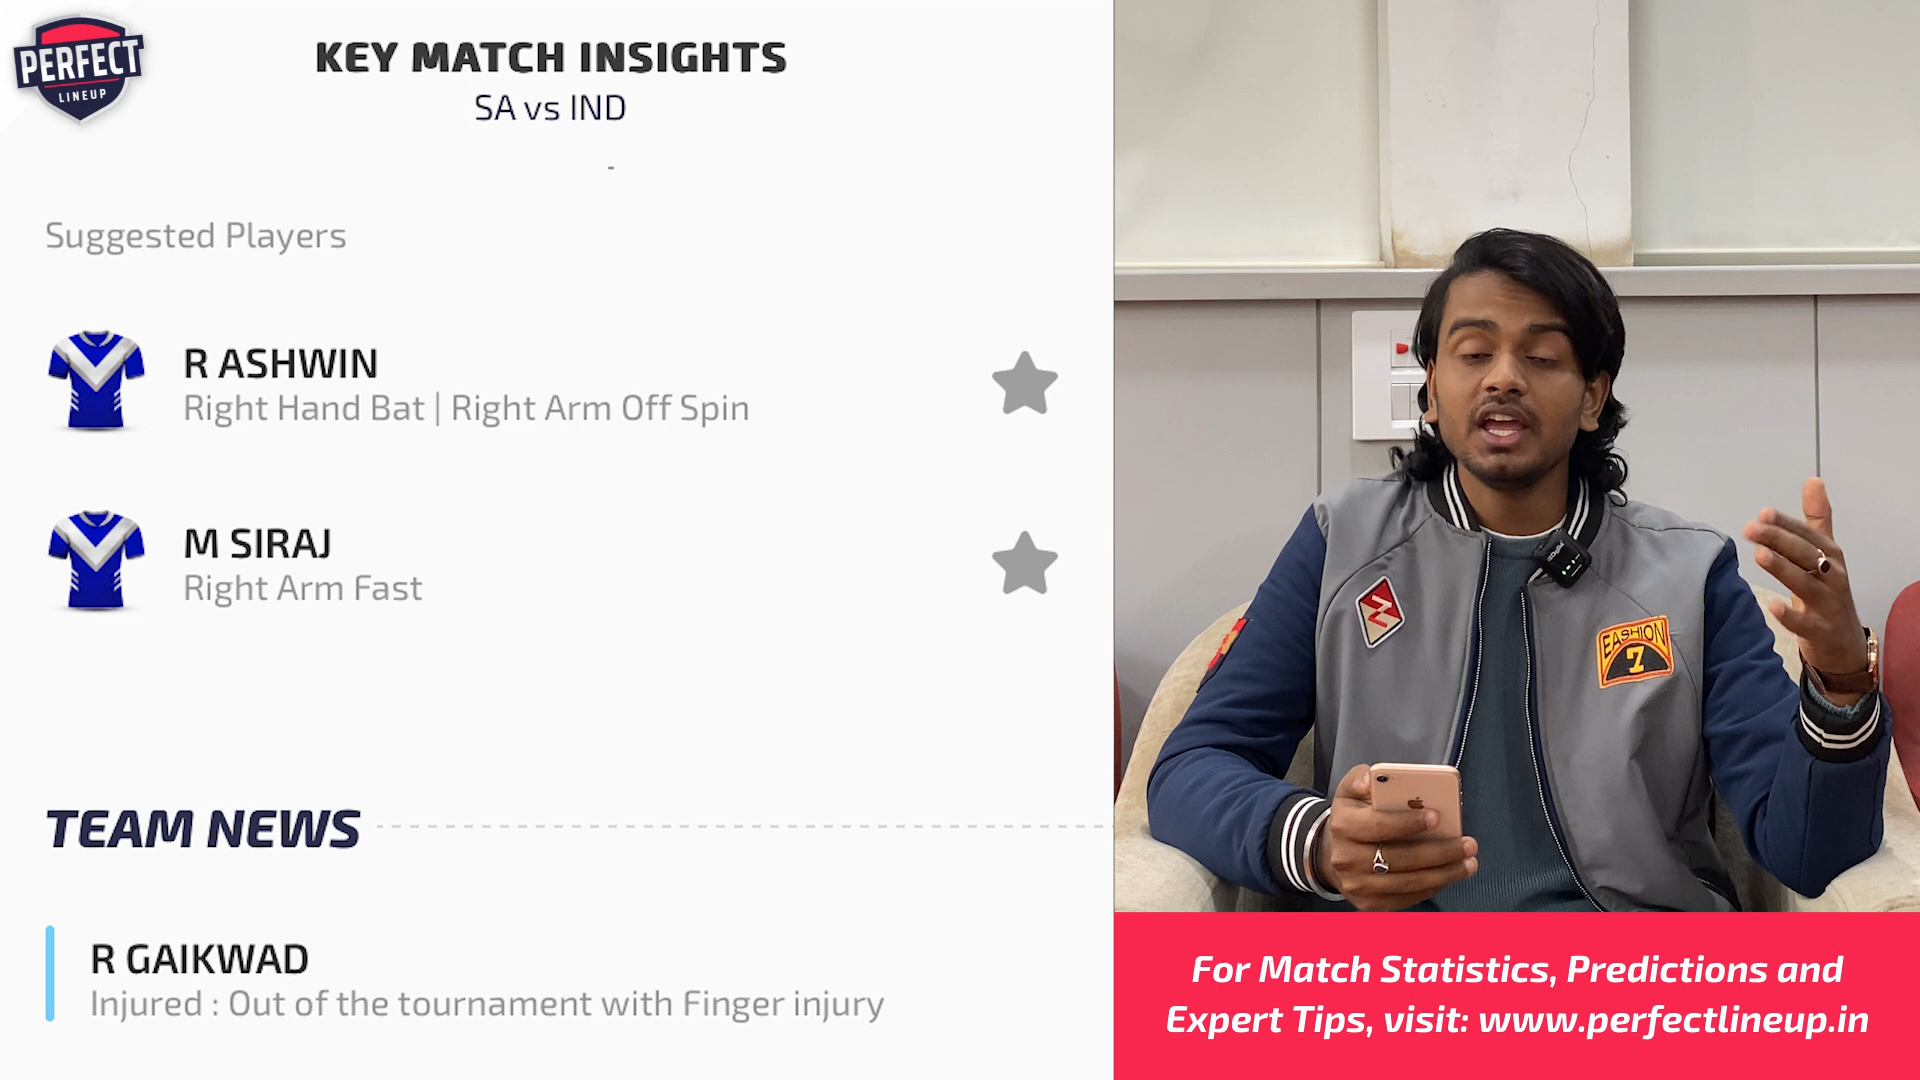 PERFECT
LINEUP
KEY MATCH INSIGHTS
SA vs IND
-
Suggested Players
R ASHWIN
Right Hand Bat | Right Arm Off Spin
M SIRAJ
Right Arm Fast
TEAM NEWS
R GAIKWAD
Injured : Out of the tournament with Finger injury
Z
FASHION
7
For Match Statistics, Predictions and
Expert Tips, visit: www.perfectlineup.in